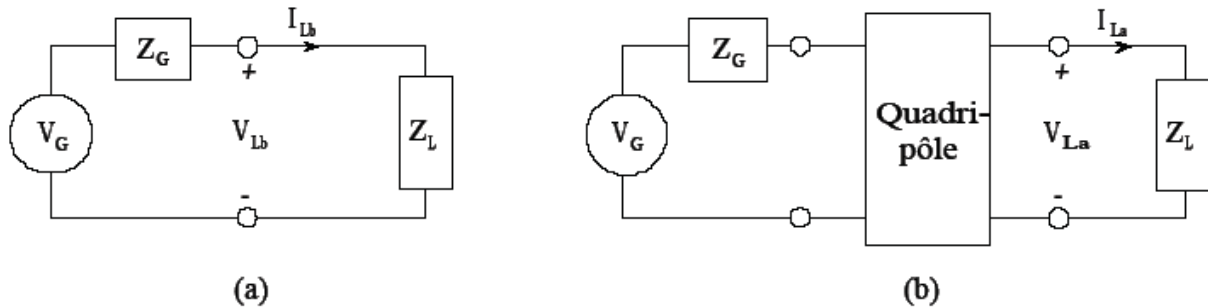 I_Lb
Z_G
+
V_G
V_Lb
Z_L
-
(a)
I_La
Z_G
+
V_G
Quadri-
pôle
V_La
Z_L
-
(b)